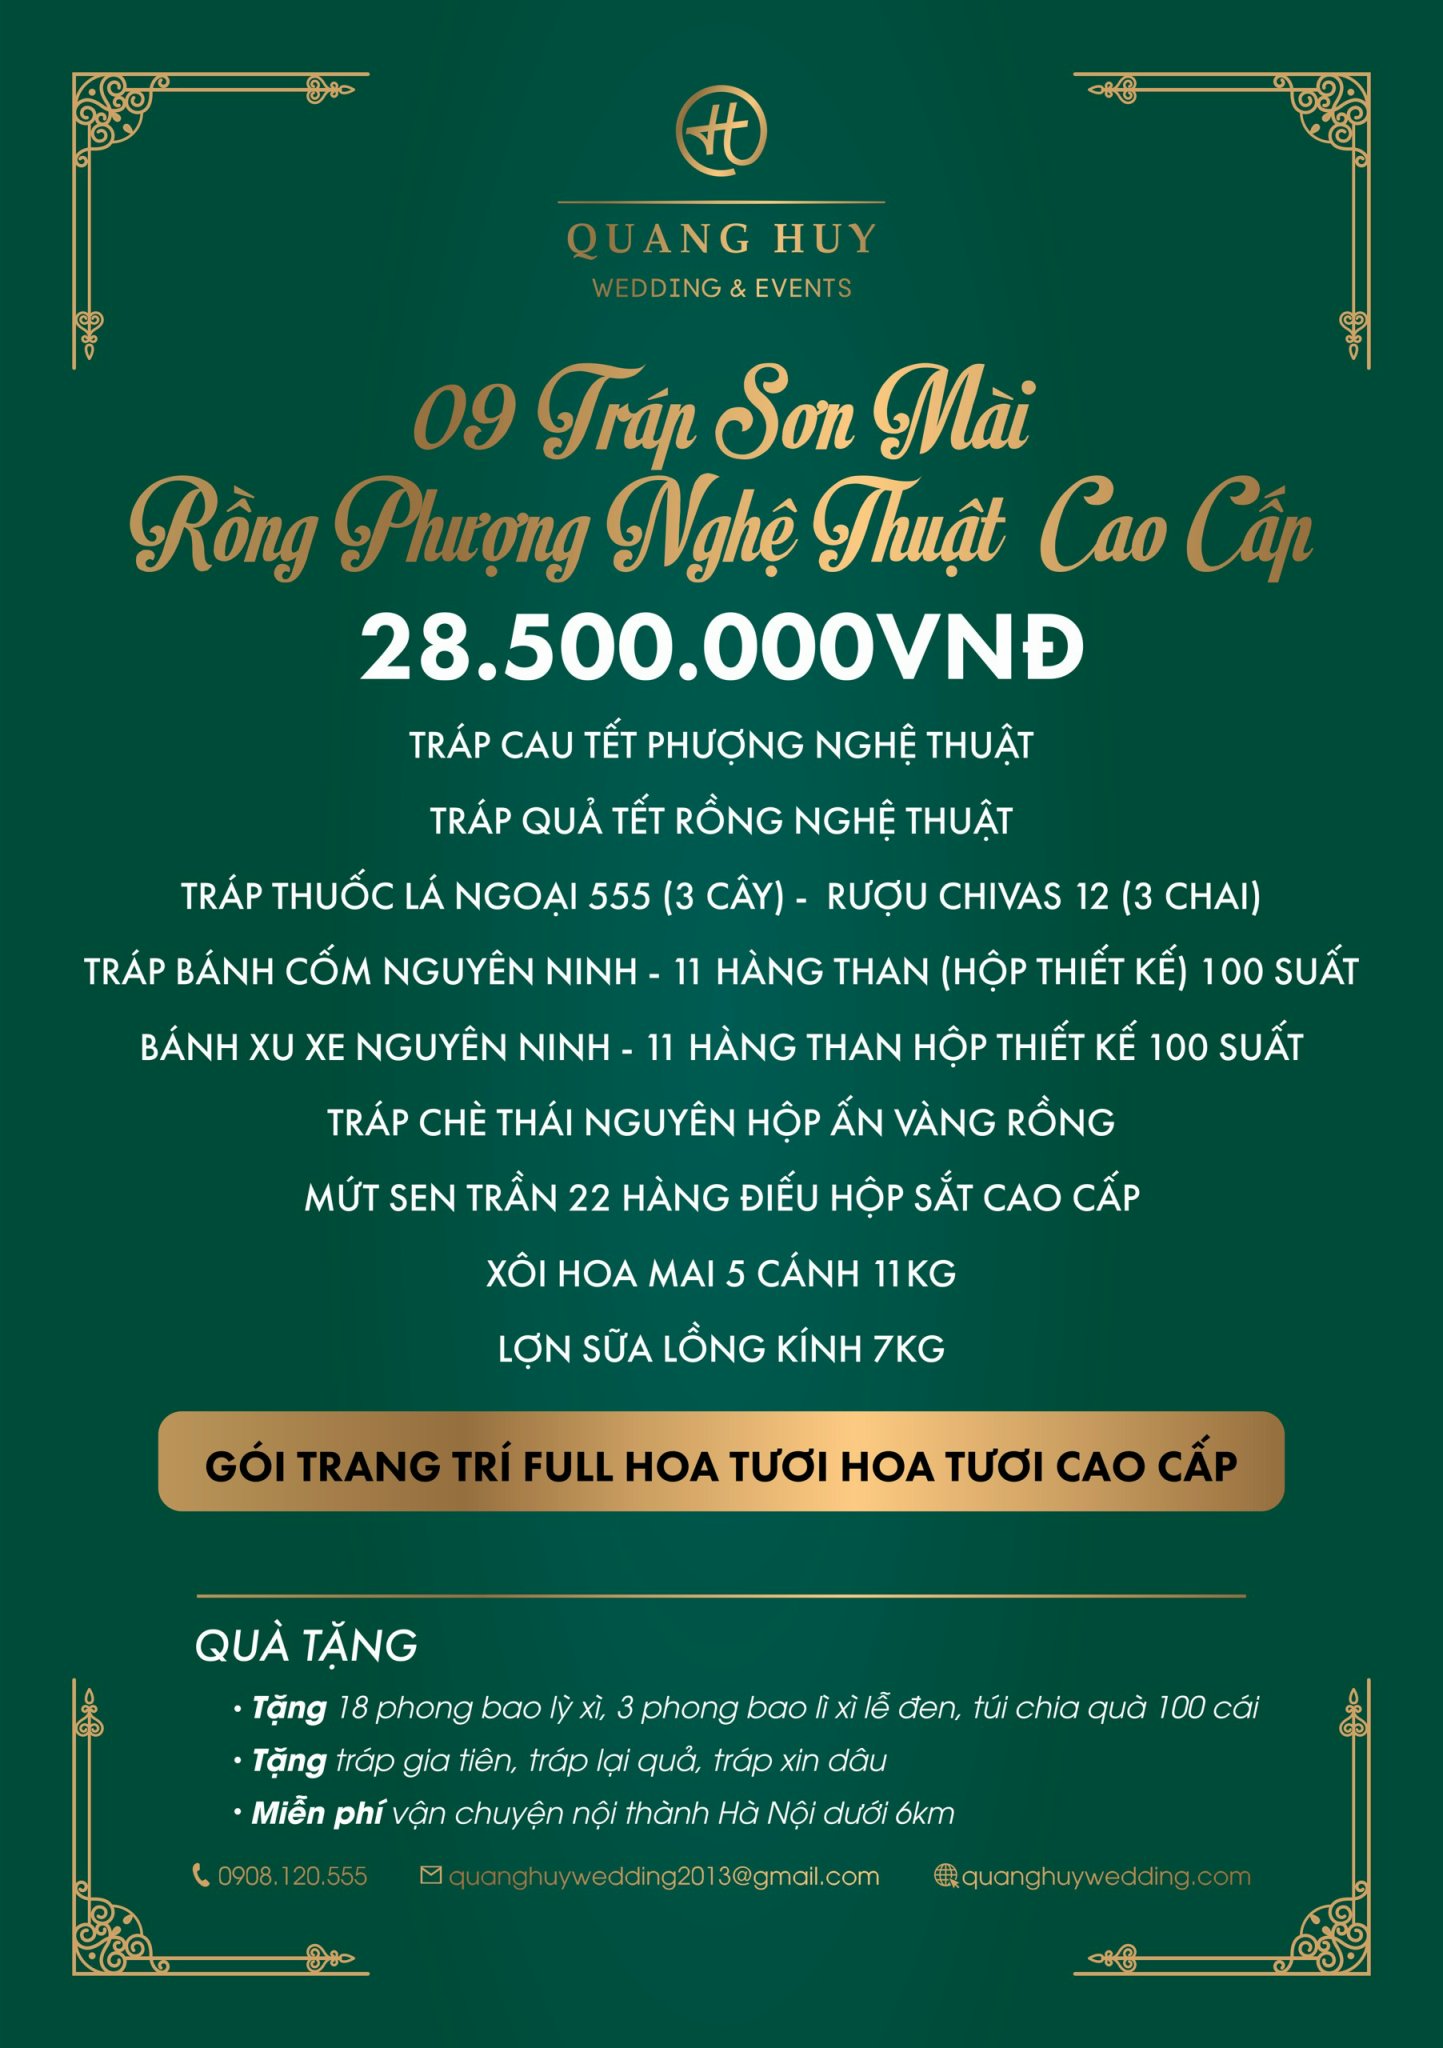 QUANG HUY
WEDDING & EVENTS
09 Tráp Sơn Mài
Rồng Phượng Nghệ Thuật Cao Cấp
28.500.000VNĐ
TRÁP CAU TẾT PHƯỢNG NGHỆ THUẬT
TRÁP QUẢ TẾT RỒNG NGHỆ THUẬT
TRÁP THUỐC LÁ NGOẠI 555 (3 CÂY) - RƯỢU CHIVAS 12 (3 CHAI)
TRÁP BÁNH CỐM NGUYÊN NINH - 11 HÀNG THAN (HỘP THIẾT KẾ) 100 SUẤT
BÁNH XU XE NGUYÊN NINH - 11 HÀNG THAN HỘP THIẾT KẾ 100 SUẤT
TRÁP CHÈ THÁI NGUYÊN HỘP ẤN VÀNG RỒNG
MỨT SEN TRẦN 22 HÀNG ĐIẾU HỘP SẮT CAO CẤP
XÔI HOA MAI 5 CÁNH 11KG
LỢN SỮA LỒNG KÍNH 7KG
GÓI TRANG TRÍ FULL HOA TƯƠI HOA TƯƠI CAO CẤP
QUÀ TẶNG
• Tặng 18 phong bao lỳ xì, 3 phong bao lì xì lễ đen, túi chia quà 100 cái
• Tặng tráp gia tiên, tráp lại quả, tráp xin dâu
• Miễn phí vận chuyện nội thành Hà Nội dưới 6km
0908.120.555 quanghuywedding2013@gmail.com quanghuywedding.com